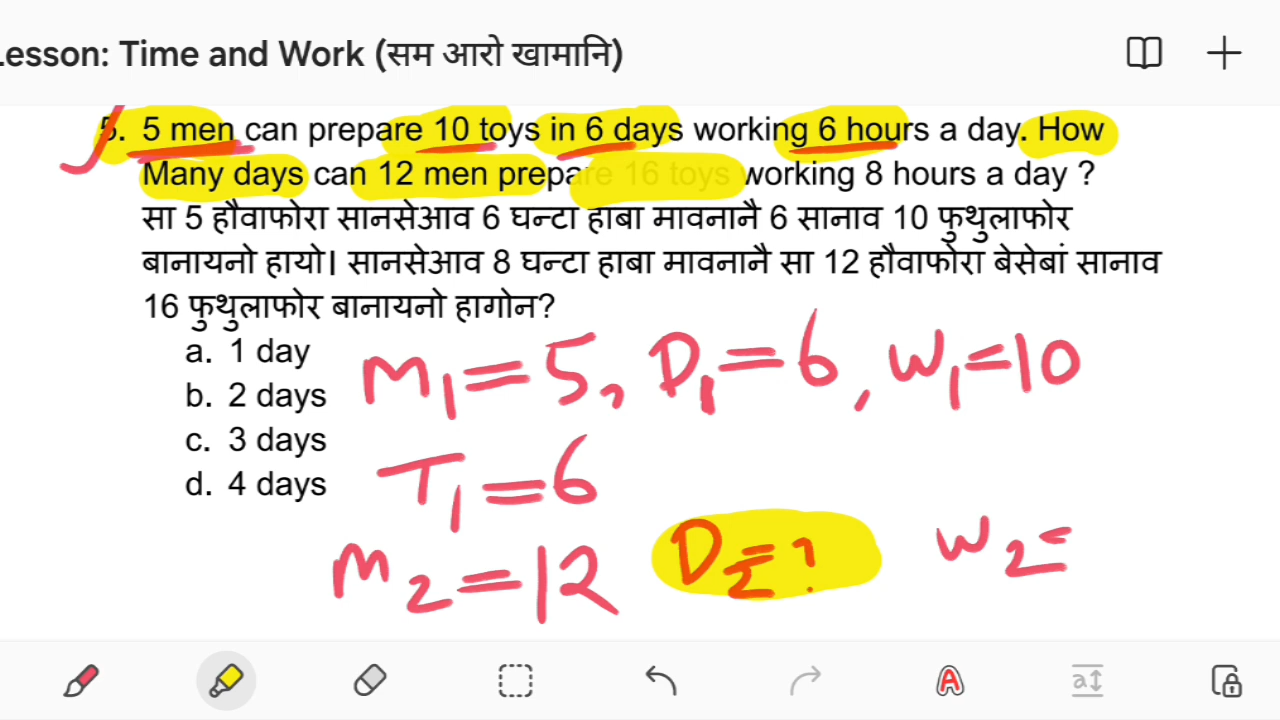 Lesson: Time and Work (सम आरो खामानि)
5. 5 men can prepare 10 toys in 6 days working 6 hours a day. How
Many days can 12 men prepare 16 toys working 8 hours a day ?
सा 5 हौवाफोरा सानसेआव 6 घन्टा हाबा मावनानै 6 सानाव 10 फुथुलाफोर
बानायनो हायो। सानसेआव 8 घन्टा हाबा मावनानै सा 12 हौवाफोरा बेसेबां सानाव
16 फुथुलाफोर बानायनो हागोन?
a. 1 day
b. 2 days
c. 3 days
d. 4 days
M1=5, D1=6, W1=10
T1=6
M2=12 D2=? W2=
A
a